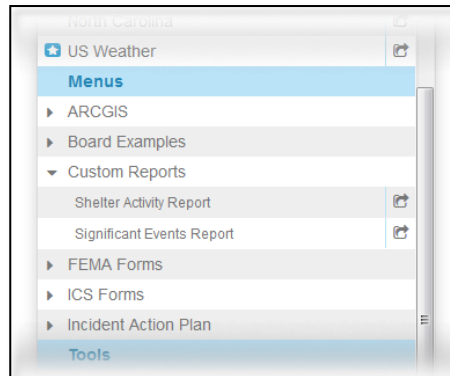 North Carolina
US Weather
Menus
ARCGIS
Board Examples
Custom Reports
Shelter Activity Report
Significant Events Report
FEMA Forms
ICS Forms
Incident Action Plan
Tools